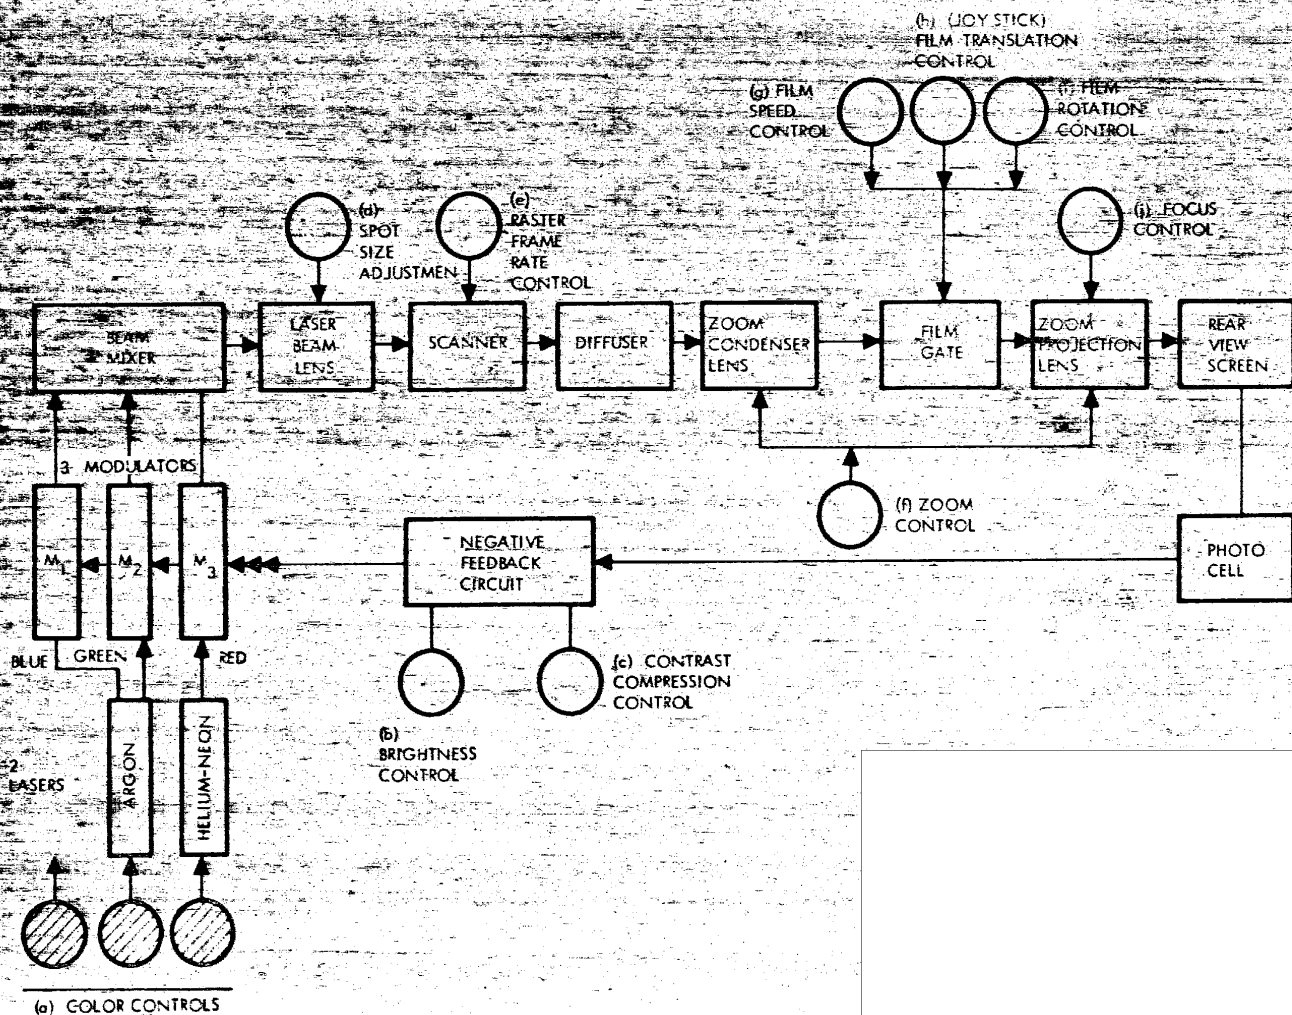 (h) (JOY STICK)
FILM TRANSLATION
CONTROL
(g) FILM
SPEED
CONTROL
(i) FILM
ROTATION
CONTROL
(d)
SPOT
SIZE
ADJUSTMEN
(e)
RASTER
FRAME
RATE
CONTROL
(j) FOCUS
CONTROL
BEAM
MIXER
LASER
BEAM
LENS
SCANNER
DIFFUSER
ZOOM
CONDENSER
LENS
FILM
GATE
ZOOM
PROJECTION
LENS
REAR
VIEW
SCREEN
3 MODULATORS
(f) ZOOM
CONTROL
M1
M2
M3
NEGATIVE
FEEDBACK
CIRCUIT
PHOTO
CELL
BLUE
GREEN
RED
(c) CONTRAST
COMPRESSION
CONTROL
(b)
BRIGHTNESS
CONTROL
2
LASERS
ARGON
HELIUM-NEON
(a) COLOR CONTROLS